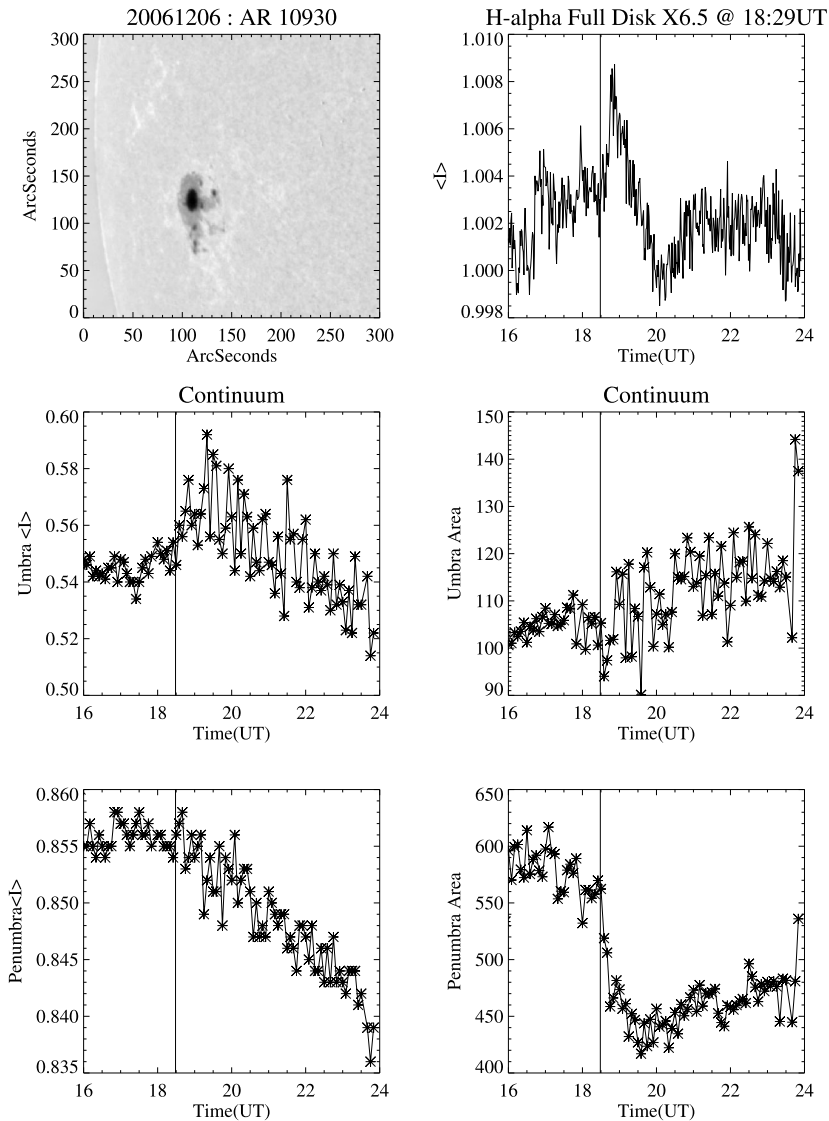 20061206 : AR 10930
H-alpha Full Disk X6.5 @ 18:29UT
300
250
200
150
100
50
0
ArcSeconds
0 50 100 150 200 250 300
ArcSeconds
1.010
1.008
1.006
1.004
1.002
1.000
0.998
<I>
16 18 20 22 24
Time(UT)
Continuum
0.60
0.58
0.56
0.54
0.52
0.50
Umbra <I>
16 18 20 22 24
Time(UT)
Continuum
150
140
130
120
110
100
90
Umbra Area
16 18 20 22 24
Time(UT)
0.860
0.855
0.850
0.845
0.840
0.835
Penumbra<I>
16 18 20 22 24
Time(UT)
650
600
550
500
450
400
Penumbra Area
16 18 20 22 24
Time(UT)